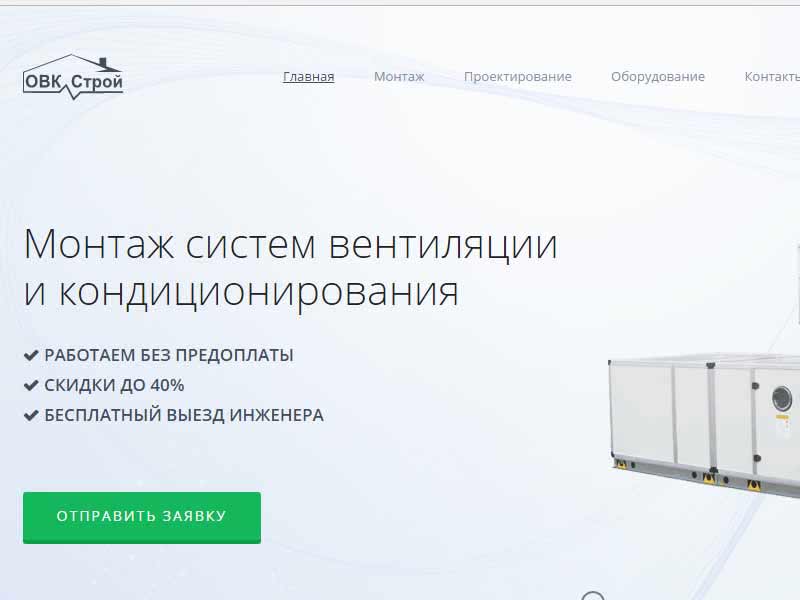 ОВК Строй
Главная Монтаж Проектирование Оборудование Контакты
Монтаж систем вентиляции
и кондиционирования
РАБОТАЕМ БЕЗ ПРЕДОПЛАТЫ
СКИДКИ ДО 40%
БЕСПЛАТНЫЙ ВЫЕЗД ИНЖЕНЕРА
ОТПРАВИТЬ ЗАЯВКУ